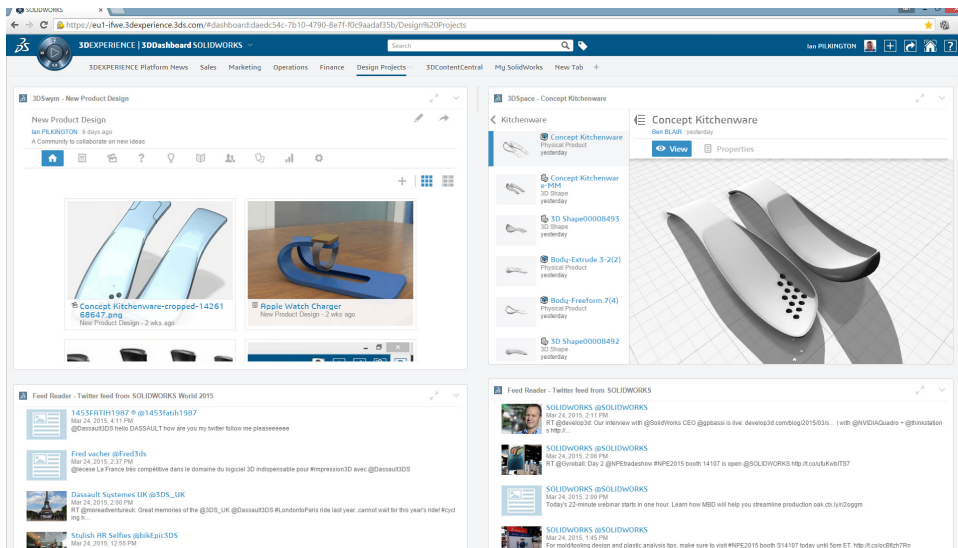 SOLIDWORKS
https://eu1-ifwe.3dexperience.3ds.com/#dashboard:daedc54c-7b10-4790-8e7f-f0c9aadaf35b/Design%20Projects
3DEXPERIENCE | 3DDashboard SOLIDWORKS
Search
Ian PILKINGTON
3DEXPERIENCE Platform News Sales Marketing Operations Finance Design Projects 3DContentCentral My.SolidWorks New Tab +
3DSwym - New Product Design
New Product Design
Ian PILKINGTON 6 days ago
A Community to collaborate on new ideas
Concept Kitchenware-cropped-14261
68647.png
New Product Design - 2 wks ago
Apple Watch Charger
New Product Design - 2 wks ago
3DSpace - Concept Kitchenware
Kitchenware
Concept Kitchenware
Physical Product
yesterday
Concept Kitchenwar
e-MM
3D Shape
yesterday
3D Shape00008493
3D Shape
yesterday
Body-Extrude.3-2(2)
Physical Product
yesterday
Body-Freeform.7(4)
Physical Product
yesterday
3D Shape00008492
3D Shape
yesterday
Concept Kitchenware
Ben BLAIR yesterday
View Properties
Feed Reader - Twitter feed from SOLIDWORKS World 2015
1453FATİH1987 ® @1453fatih1987
Mar 24, 2015, 4:11 PM
@Dassault3DS hello DASSAULT how are you my twitter follow me pleaseeeeee
Fred vacher @Fred3ds
Mar 24, 2015, 2:37 PM
@lecese La France très compétitive dans le domaine du logiciel 3D indispensable pour #impression3D avec @Dassault3DS
Dassault Systemes UK @3DS_UK
Mar 24, 2015, 2:00 PM
RT @moreadventureuk: Great memories of the @3DS_UK @Dassault3DS #LondontoParis ride last year. cannot wait for this year's ride! #cycl
ing h...
Stylish AR Selfies @bikEpic3DS
Mar 24, 2015, 12:55 PM
Feed Reader - Twitter feed from SOLIDWORKS
SOLIDWORKS @SOLIDWORKS
Mar 24, 2015, 2:11 PM
RT @develop3d: Our interview with @SolidWorks CEO @gpbassi is live: develop3d.com/blog/2015/03/s... | with @NVIDIAQuadro + @thinkstation
s http://...
SOLIDWORKS @SOLIDWORKS
Mar 24, 2015, 2:06 PM
RT @Gyroball: Day 2 @NPEtradeshow #NPE2015 booth 14107 is open @SOLIDWORKS
SOLIDWORKS @SOLIDWORKS
Mar 24, 2015, 2:00 PM
Today's 22-minute webinar starts in one hour. Learn how MBD will help you streamline production oak.ctx.ly/r/2oggm
SOLIDWORKS @SOLIDWORKS
Mar 24, 2015, 1:45 PM
For mold/tooling design and plastic analysis tips, make sure to visit #NPE2015 booth S14107 today until 5pm ET.